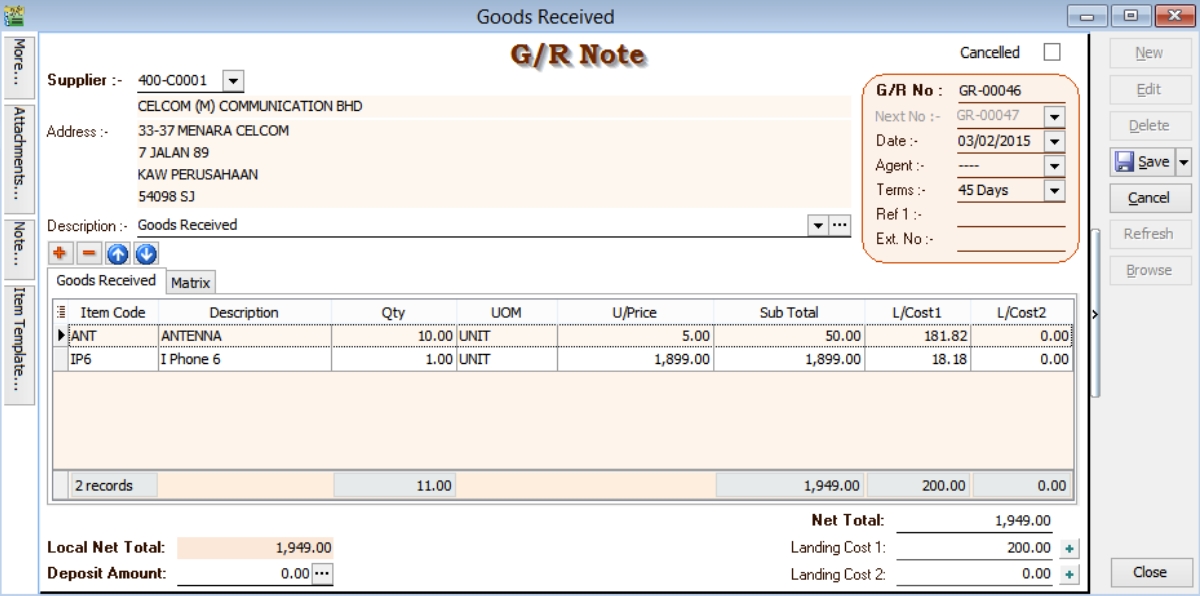 Goods Received
More...
Attachments...
Note...
Item Template...
G/R Note
Cancelled
Supplier :- 400-C0001
CELCOM (M) COMMUNICATION BHD
Address :- 33-37 MENARA CELCOM
7 JALAN 89
KAW PERUSAHAAN
54098 SJ
Description :- Goods Received
G/R No : GR-00046
Next No :- GR-00047
Date :- 03/02/2015
Agent :- ----
Terms :- 45 Days
Ref 1 :-
Ext. No :-
New
Edit
Delete
Save
Cancel
Refresh
Browse
Goods Received Matrix
Item Code Description Qty UOM U/Price Sub Total L/Cost1 L/Cost2
ANT ANTENNA 10.00 UNIT 5.00 50.00 181.82 0.00
IP6 I Phone 6 1.00 UNIT 1,899.00 1,899.00 18.18 0.00
2 records 11.00 1,949.00 200.00 0.00
Net Total: 1,949.00
Local Net Total: 1,949.00
Landing Cost 1: 200.00
Deposit Amount: 0.00
Landing Cost 2: 0.00
Close